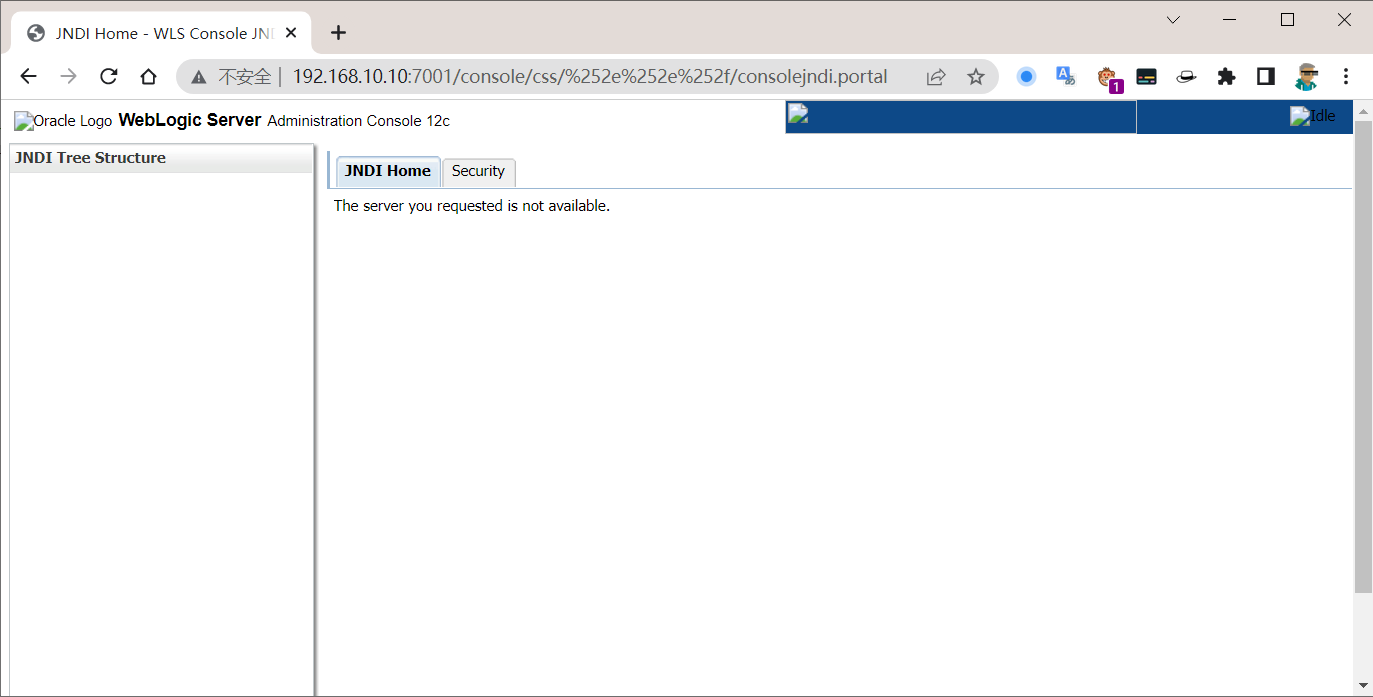 JNDI Home - WLS Console JN
不安全 | 192.168.10.10:7001/console/css/%252e%252e%252f/consolejndi.portal
1
Oracle Logo WebLogic Server Administration Console 12c
Idle
JNDI Tree Structure
JNDI Home Security
The server you requested is not available.